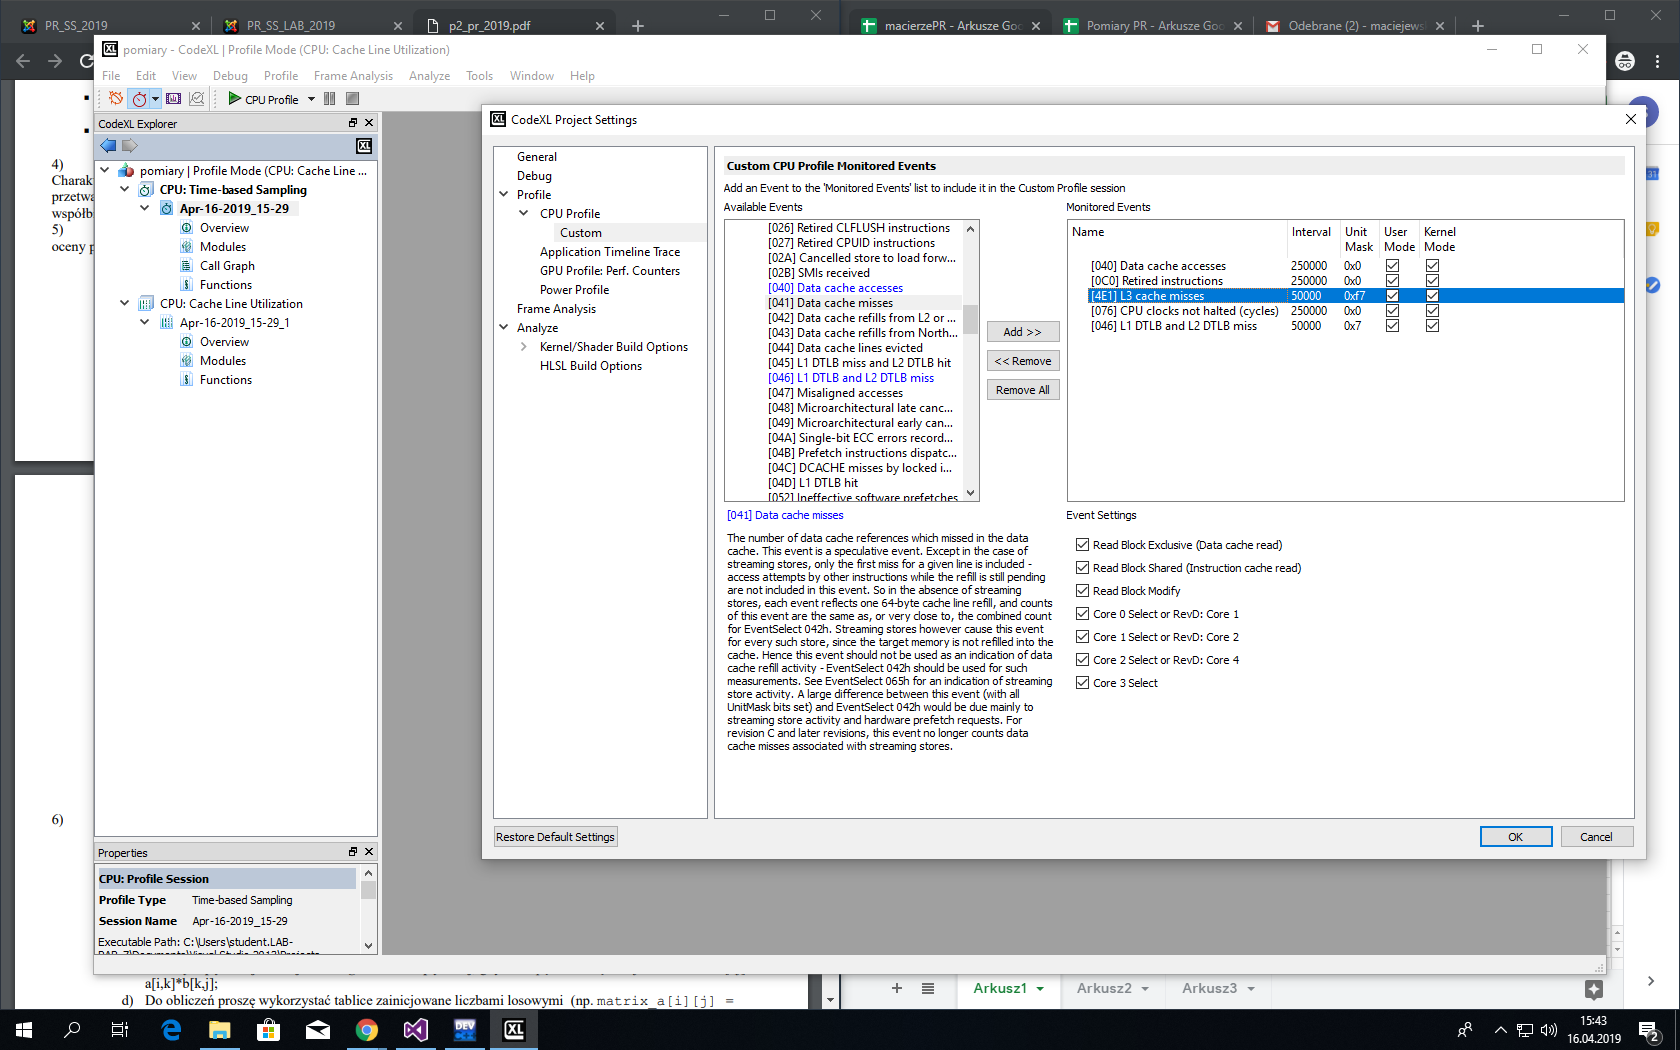 PR_SS_2019
PR_SS_LAB_2019
p2_pr_2019.pdf
macierzePR - Arkusze Goo
Pomiary PR - Arkusze Goo
Odebrane (2) - maciejews
pomiary - CodeXL | Profile Mode (CPU: Cache Line Utilization)
File Edit View Debug Profile Frame Analysis Analyze Tools Window Help
CPU Profile
CodeXL Explorer
pomiary | Profile Mode (CPU: Cache Line ...
CPU: Time-based Sampling
Apr-16-2019_15-29
Overview
Modules
Call Graph
Functions
CPU: Cache Line Utilization
Apr-16-2019_15-29_1
Overview
Modules
Functions
4)
Charak
przetwa
współb
5)
oceny p
6)
Properties
CPU: Profile Session
Profile Type Time-based Sampling
Session Name Apr-16-2019_15-29
Executable Path: C:\Users\student.LAB-
CodeXL Project Settings
General
Debug
Profile
CPU Profile
Custom
Application Timeline Trace
GPU Profile: Perf. Counters
Power Profile
Frame Analysis
Analyze
Kernel/Shader Build Options
HLSL Build Options
Restore Default Settings
Custom CPU Profile Monitored Events
Add an Event to the 'Monitored Events' list to include it in the Custom Profile session
Available Events
[026] Retired CLFLUSH instructions
[027] Retired CPUID instructions
[02A] Cancelled store to load forw...
[02B] SMIs received
[040] Data cache accesses
[041] Data cache misses
[042] Data cache refills from L2 or ...
[043] Data cache refills from North...
[044] Data cache lines evicted
[045] L1 DTLB miss and L2 DTLB hit
[046] L1 DTLB and L2 DTLB miss
[047] Misaligned accesses
[048] Microarchitectural late canc...
[049] Microarchitectural early can...
[04A] Single-bit ECC errors record...
[04B] Prefetch instructions dispatc...
[04C] DCACHE misses by locked i...
[04D] L1 DTLB hit
[052] Ineffective software prefetches
Add >>
<< Remove
Remove All
Monitored Events
Name Interval Unit Mask User Mode Kernel Mode
[040] Data cache accesses 250000 0x0
[0C0] Retired instructions 250000 0x0
[4E1] L3 cache misses 50000 0xf7
[076] CPU clocks not halted (cycles) 250000 0x0
[046] L1 DTLB and L2 DTLB miss 50000 0x7
[041] Data cache misses
The number of data cache references which missed in the data
cache. This event is a speculative event. Except in the case of
streaming stores, only the first miss for a given line is included -
access attempts by other instructions while the refill is still pending
are not included in this event. So in the absence of streaming
stores, each event reflects one 64-byte cache line refill, and counts
of this event are the same as, or very close to, the combined count
for EventSelect 042h. Streaming stores however cause this event
for every such store, since the target memory is not refilled into the
cache. Hence this event should not be used as an indication of data
cache refill activity - EventSelect 042h should be used for such
measurements. See EventSelect 065h for an indication of streaming
store activity. A large difference between this event (with all
UnitMask bits set) and EventSelect 042h would be due mainly to
streaming store activity and hardware prefetch requests. For
revision C and later revisions, this event no longer counts data
cache misses associated with streaming stores.
Event Settings
Read Block Exclusive (Data cache read)
Read Block Shared (Instruction cache read)
Read Block Modify
Core 0 Select or RevD: Core 1
Core 1 Select or RevD: Core 2
Core 2 Select or RevD: Core 4
Core 3 Select
OK
Cancel
a[i,k]*b[k,j];
d) Do obliczeń proszę wykorzystać tablice zainicjowane liczbami losowymi (np. matrix_a[i][j] =
Arkusz1 Arkusz2 Arkusz3
15:43
16.04.2019
2